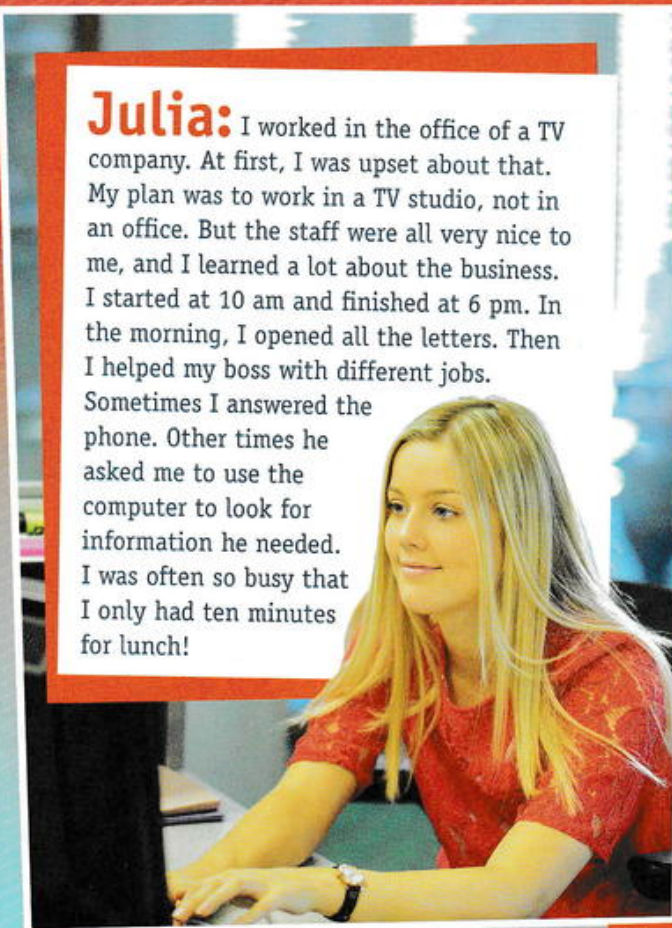 Julia: I worked in the office of a TV
company. At first, I was upset about that.
My plan was to work in a TV studio, not in
an office. But the staff were all very nice to
me, and I learned a lot about the business.
I started at 10 am and finished at 6 pm. In
the morning, I opened all the letters. Then
I helped my boss with different jobs.
Sometimes I answered the
phone. Other times he
asked me to use the
computer to look for
information he needed.
I was often so busy that
I only had ten minutes
for lunch!